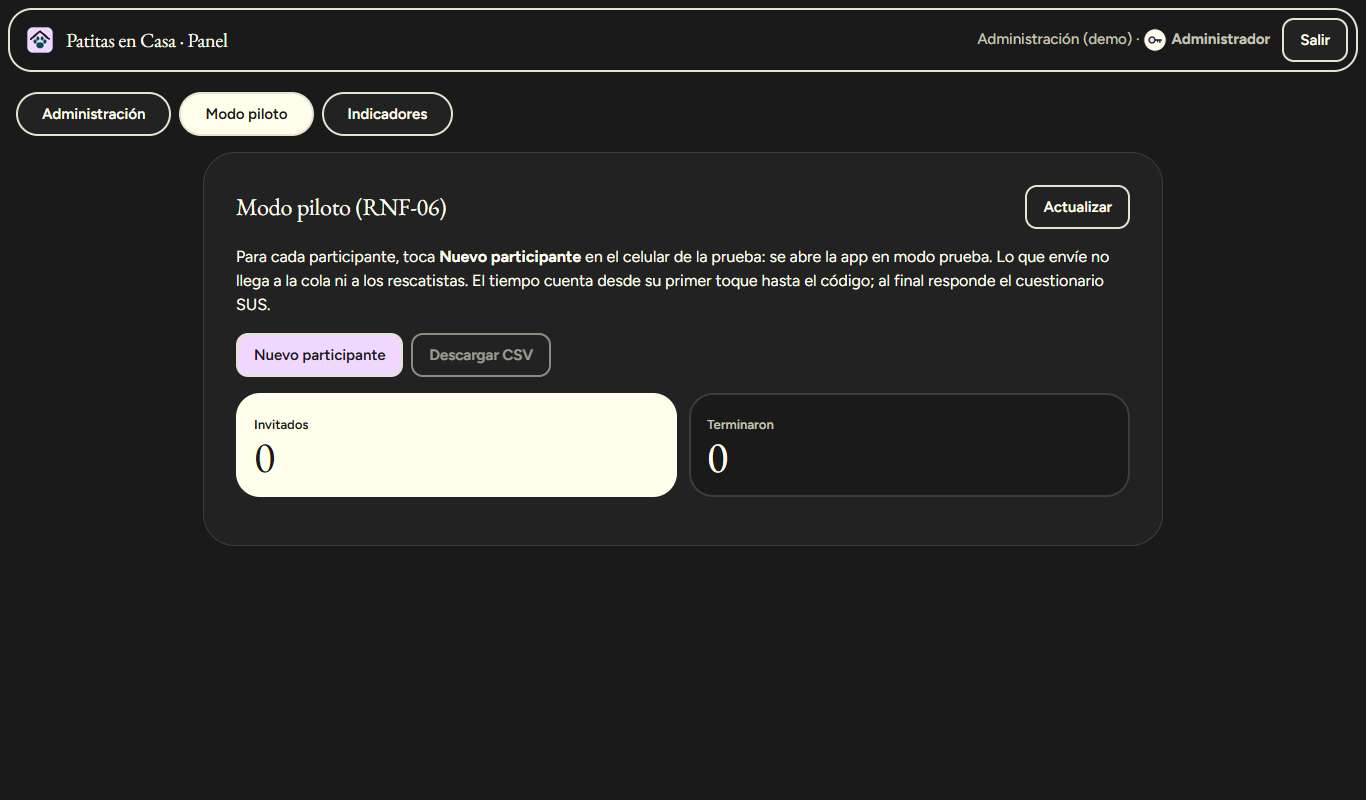 Patitas en Casa · Panel
Administración (demo) · Administrador
Salir
Administración
Modo piloto
Indicadores
Modo piloto (RNF-06)
Actualizar
Para cada participante, toca Nuevo participante en el celular de la prueba: se abre la app en modo prueba. Lo que envíe no
llega a la cola ni a los rescatistas. El tiempo cuenta desde su primer toque hasta el código; al final responde el cuestionario
SUS.
Nuevo participante
Descargar CSV
Invitados
0
Terminaron
0